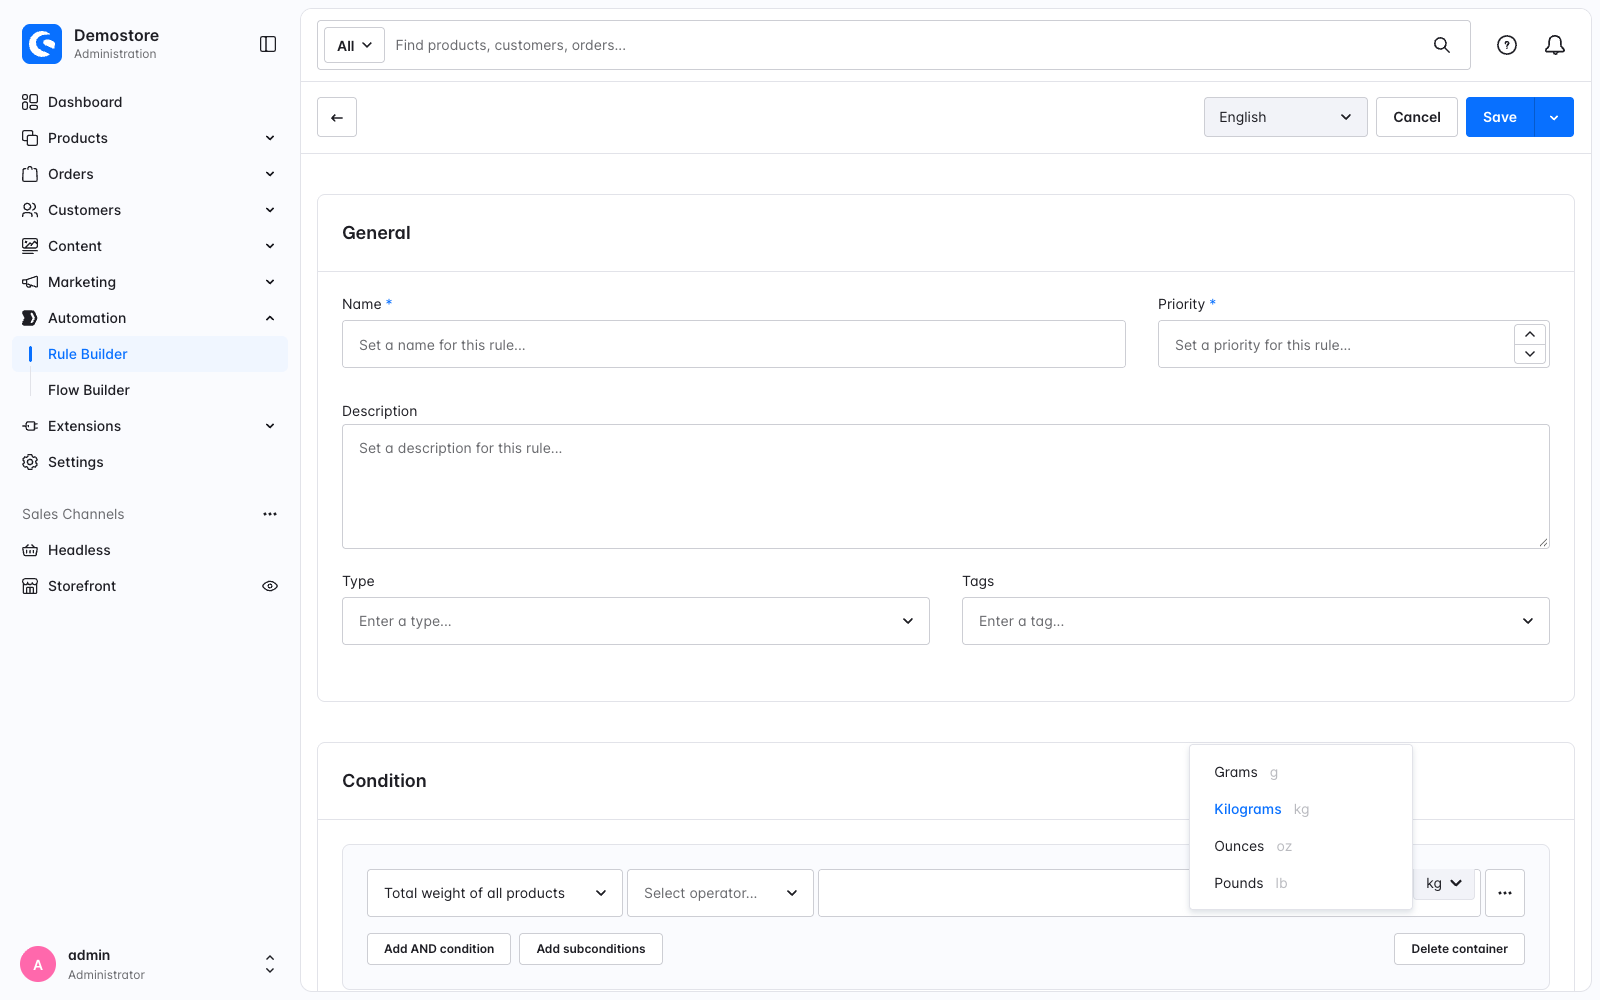 Demostore
Administration
All
Find products, customers, orders...
Dashboard
Products
Orders
Customers
Content
Marketing
Automation
Rule Builder
Flow Builder
Extensions
Settings
Sales Channels
Headless
Storefront
A
admin
Administrator
English
Cancel
Save
General
Name *
Priority *
Set a name for this rule...
Set a priority for this rule...
Description
Set a description for this rule...
Type
Tags
Enter a type...
Enter a tag...
Condition
Grams g
Kilograms kg
Ounces oz
Pounds lb
Total weight of all products
Select operator...
kg
Add AND condition
Add subconditions
Delete container